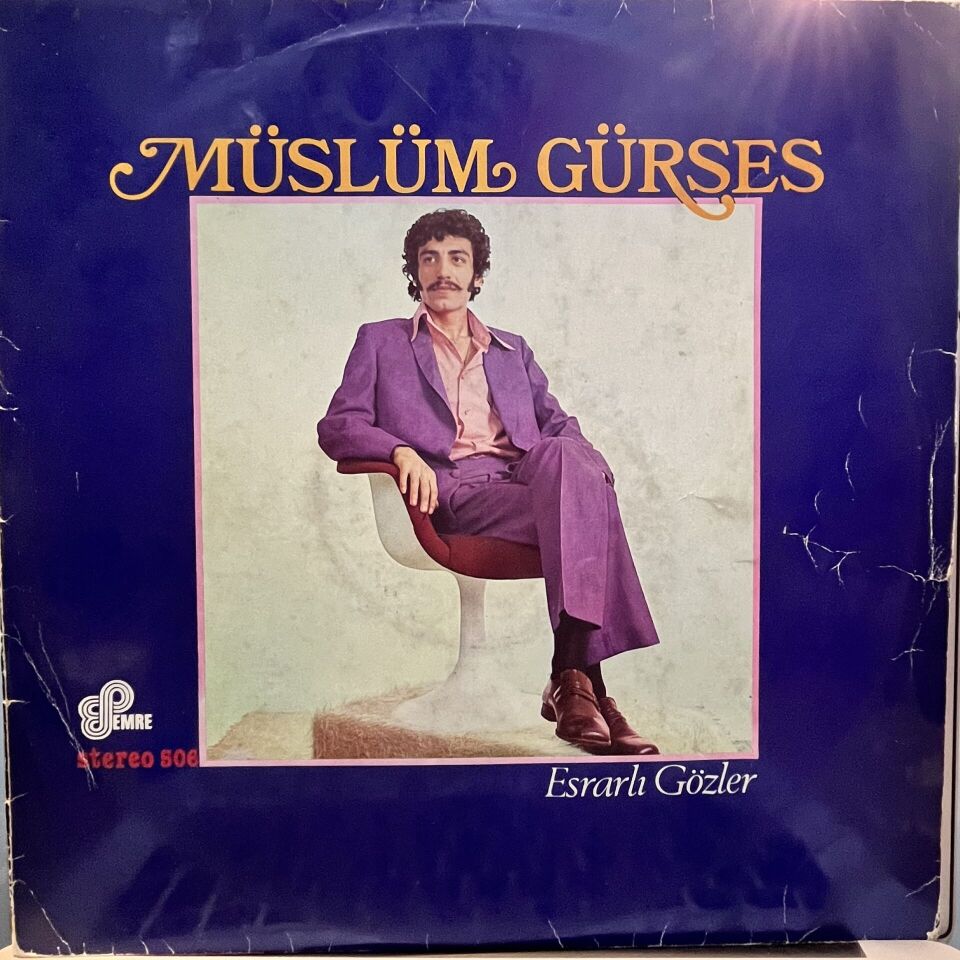 MÜSLÜM GÜRSES
EMRE
stereo 506
Esrarlı Gözler